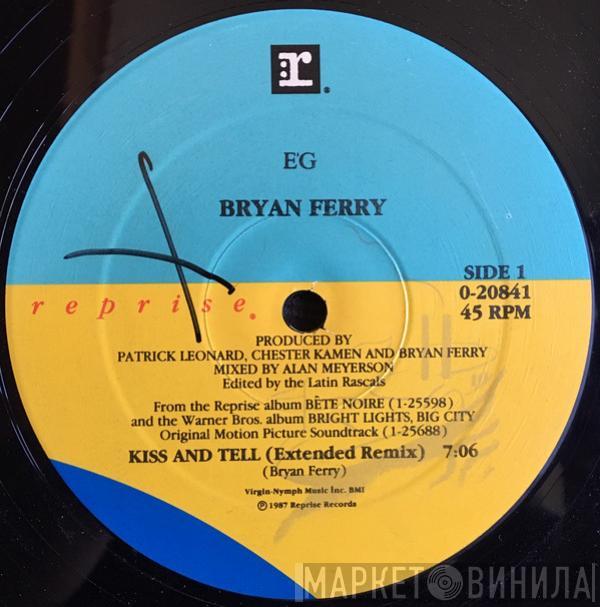 r
E'G
BRYAN FERRY
SIDE 1
0-20841
45 RPM
reprise
PRODUCED BY
PATRICK LEONARD, CHESTER KAMEN AND BRYAN FERRY
MIXED BY ALAN MEYERSON
Edited by the Latin Rascals
From the Reprise album BÊTE NOIRE (1-25598)
and the Warner Bros. album BRIGHT LIGHTS, BIG CITY
Original Motion Picture Soundtrack (1-25688)
KISS AND TELL (Extended Remix) 7:06
(Bryan Ferry)
Virgin-Nymph Music Inc. BMI
℗ 1987 Reprise Records
МАРКЕТ ВИНИЛА